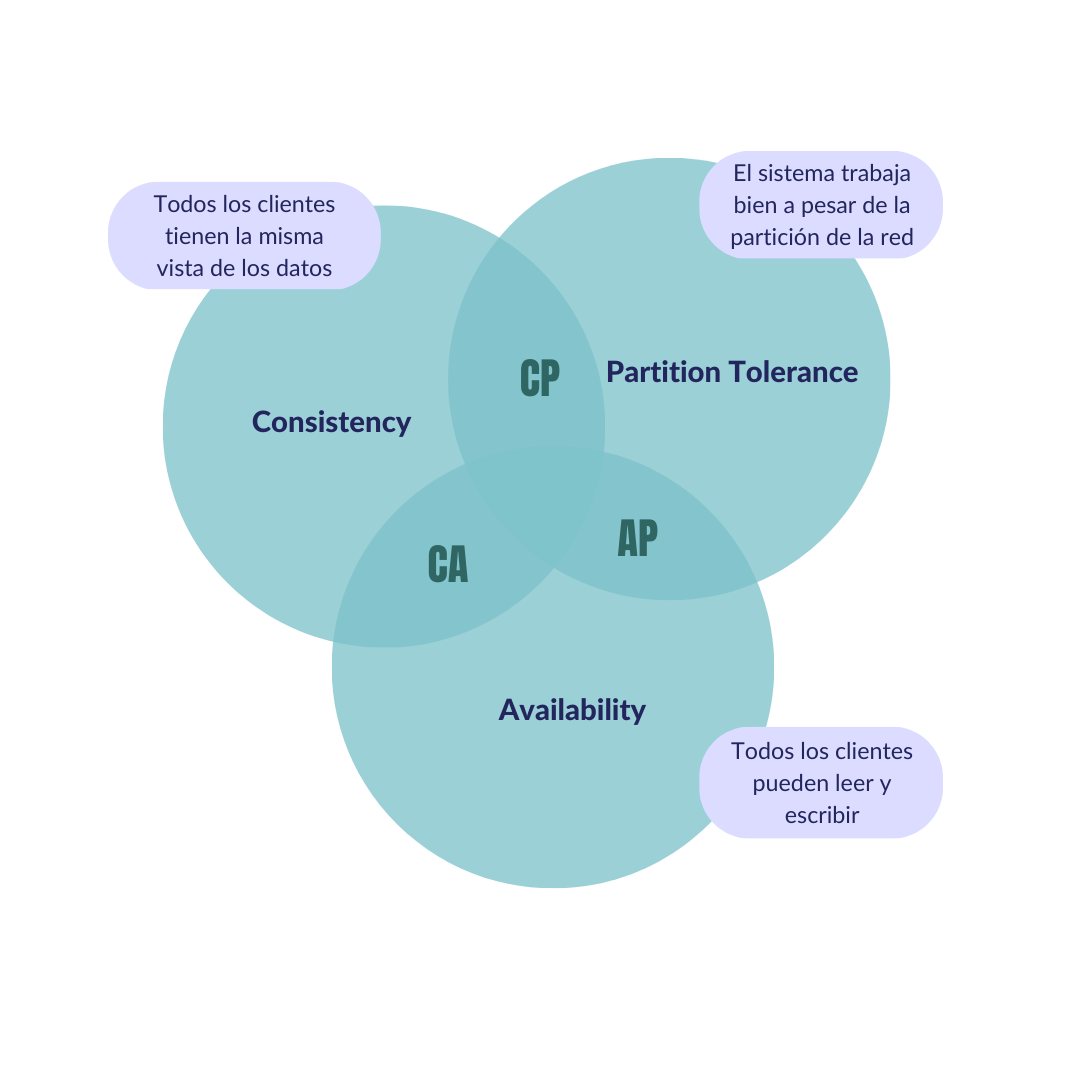 Todos los clientes
tienen la misma
vista de los datos
El sistema trabaja
bien a pesar de la
partición de la red
CP
Partition Tolerance
Consistency
AP
CA
Availability
Todos los clientes
pueden leer y
escribir